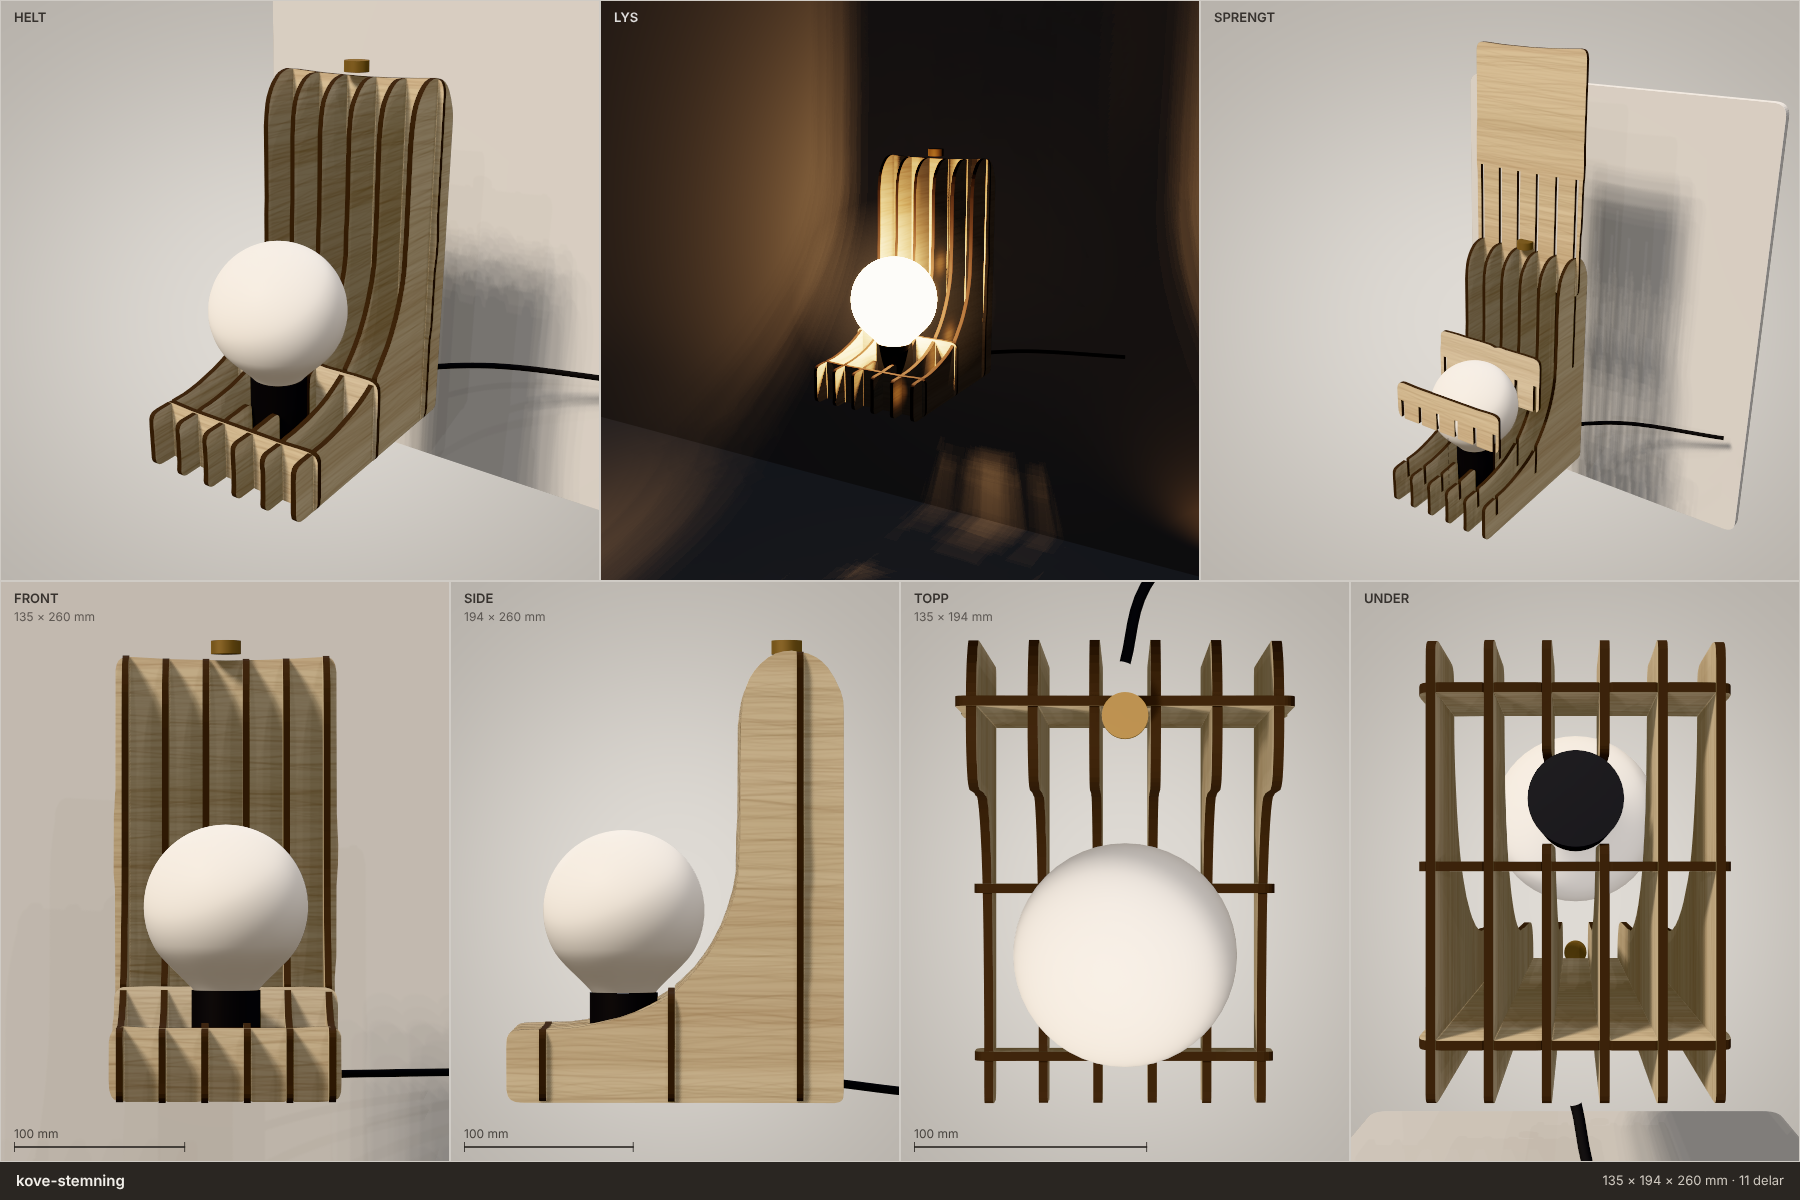 HELT
LYS
SPRENGT
FRONT
135 × 260 mm
100 mm
SIDE
194 × 260 mm
100 mm
TOPP
135 × 194 mm
100 mm
UNDER
kove-stemning
135 × 194 × 260 mm · 11 delar